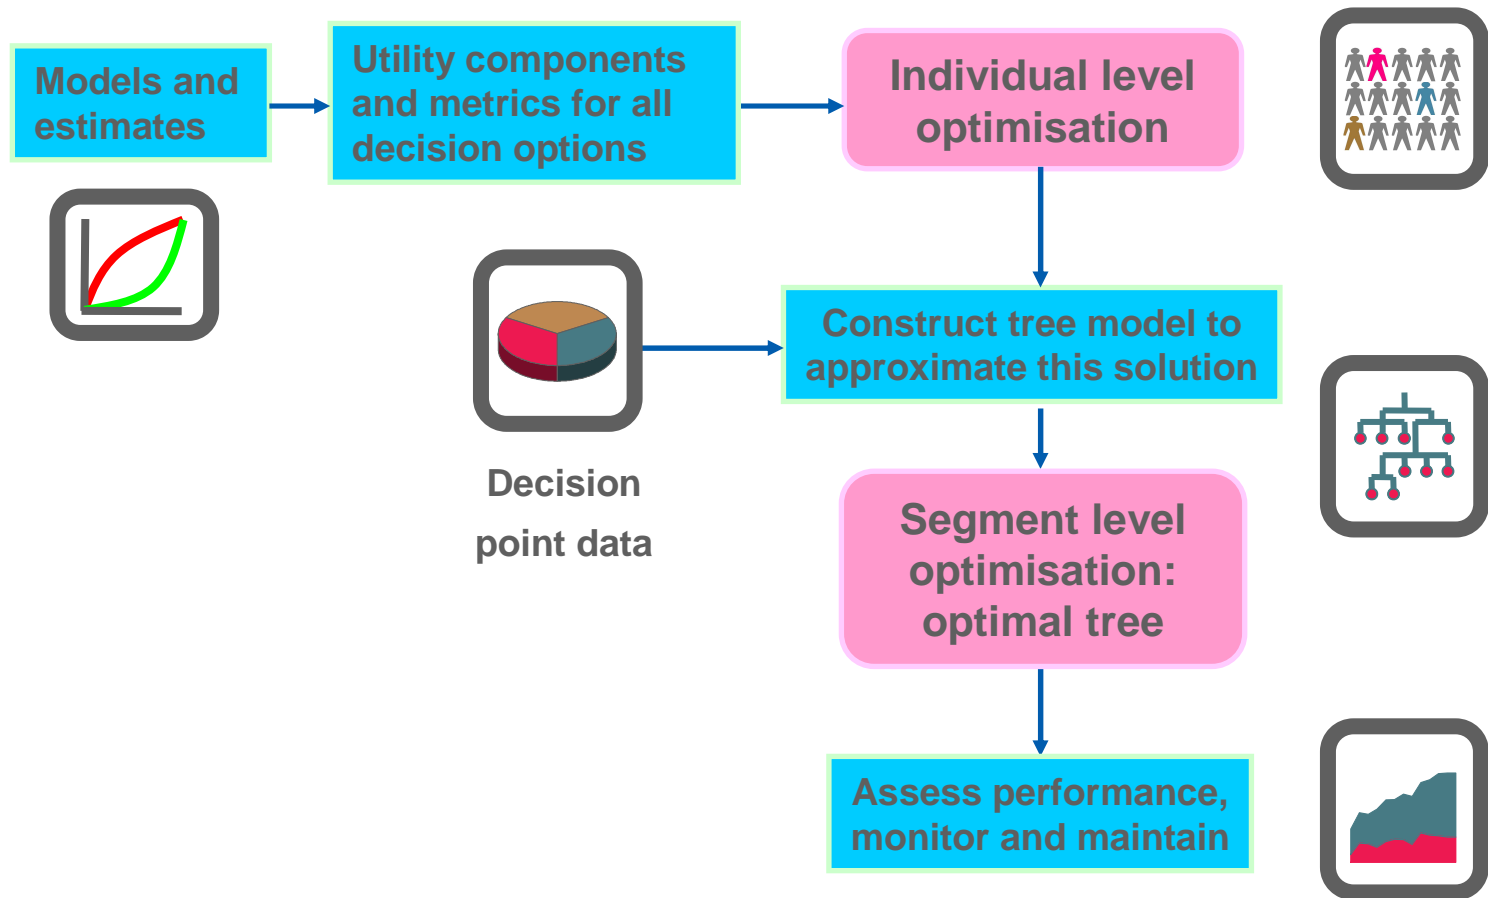 Models and
estimates
Utility components
and metrics for all
decision options
Individual level
optimisation
Construct tree model to
approximate this solution
Decision
point data
Segment level
optimisation:
optimal tree
Assess performance,
monitor and maintain